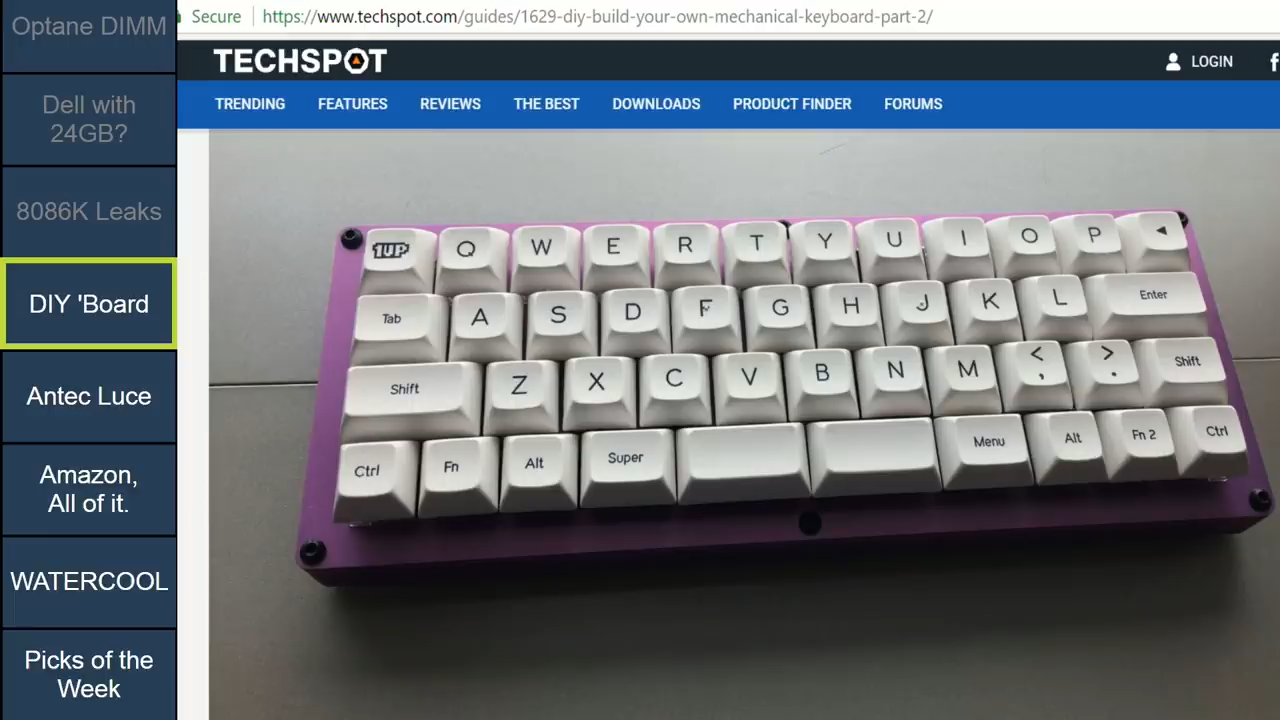 Optane DIMM
Dell with
24GB?
8086K Leaks
DIY 'Board
Antec Luce
Amazon,
All of it.
WATERCOOL
Picks of the
Week
Secure https://www.techspot.com/guides/1629-diy-build-your-own-mechanical-keyboard-part-2/
TECHSPOT
LOGIN
TRENDING FEATURES REVIEWS THE BEST DOWNLOADS PRODUCT FINDER FORUMS
1UP Q W E R T Y U I O P
Tab A S D F G H J K L Enter
Shift Z X C V B N M < , > . Shift
Ctrl Fn Alt Super Menu Alt Fn 2 Ctrl